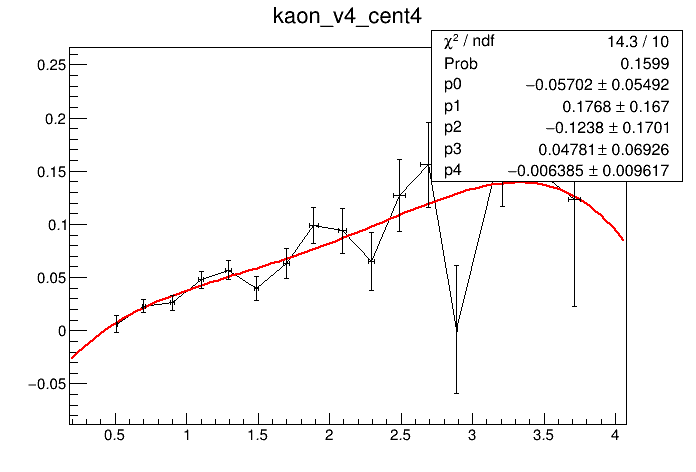 kaon_v4_cent4
χ² / ndf 14.3 / 10
Prob 0.1599
p0 −0.05702 ± 0.05492
p1 0.1768 ± 0.167
p2 −0.1238 ± 0.1701
p3 0.04781 ± 0.06926
p4 −0.006385 ± 0.009617
0.25
0.2
0.15
0.1
0.05
0
−0.05
0.5 1 1.5 2 2.5 3 3.5 4